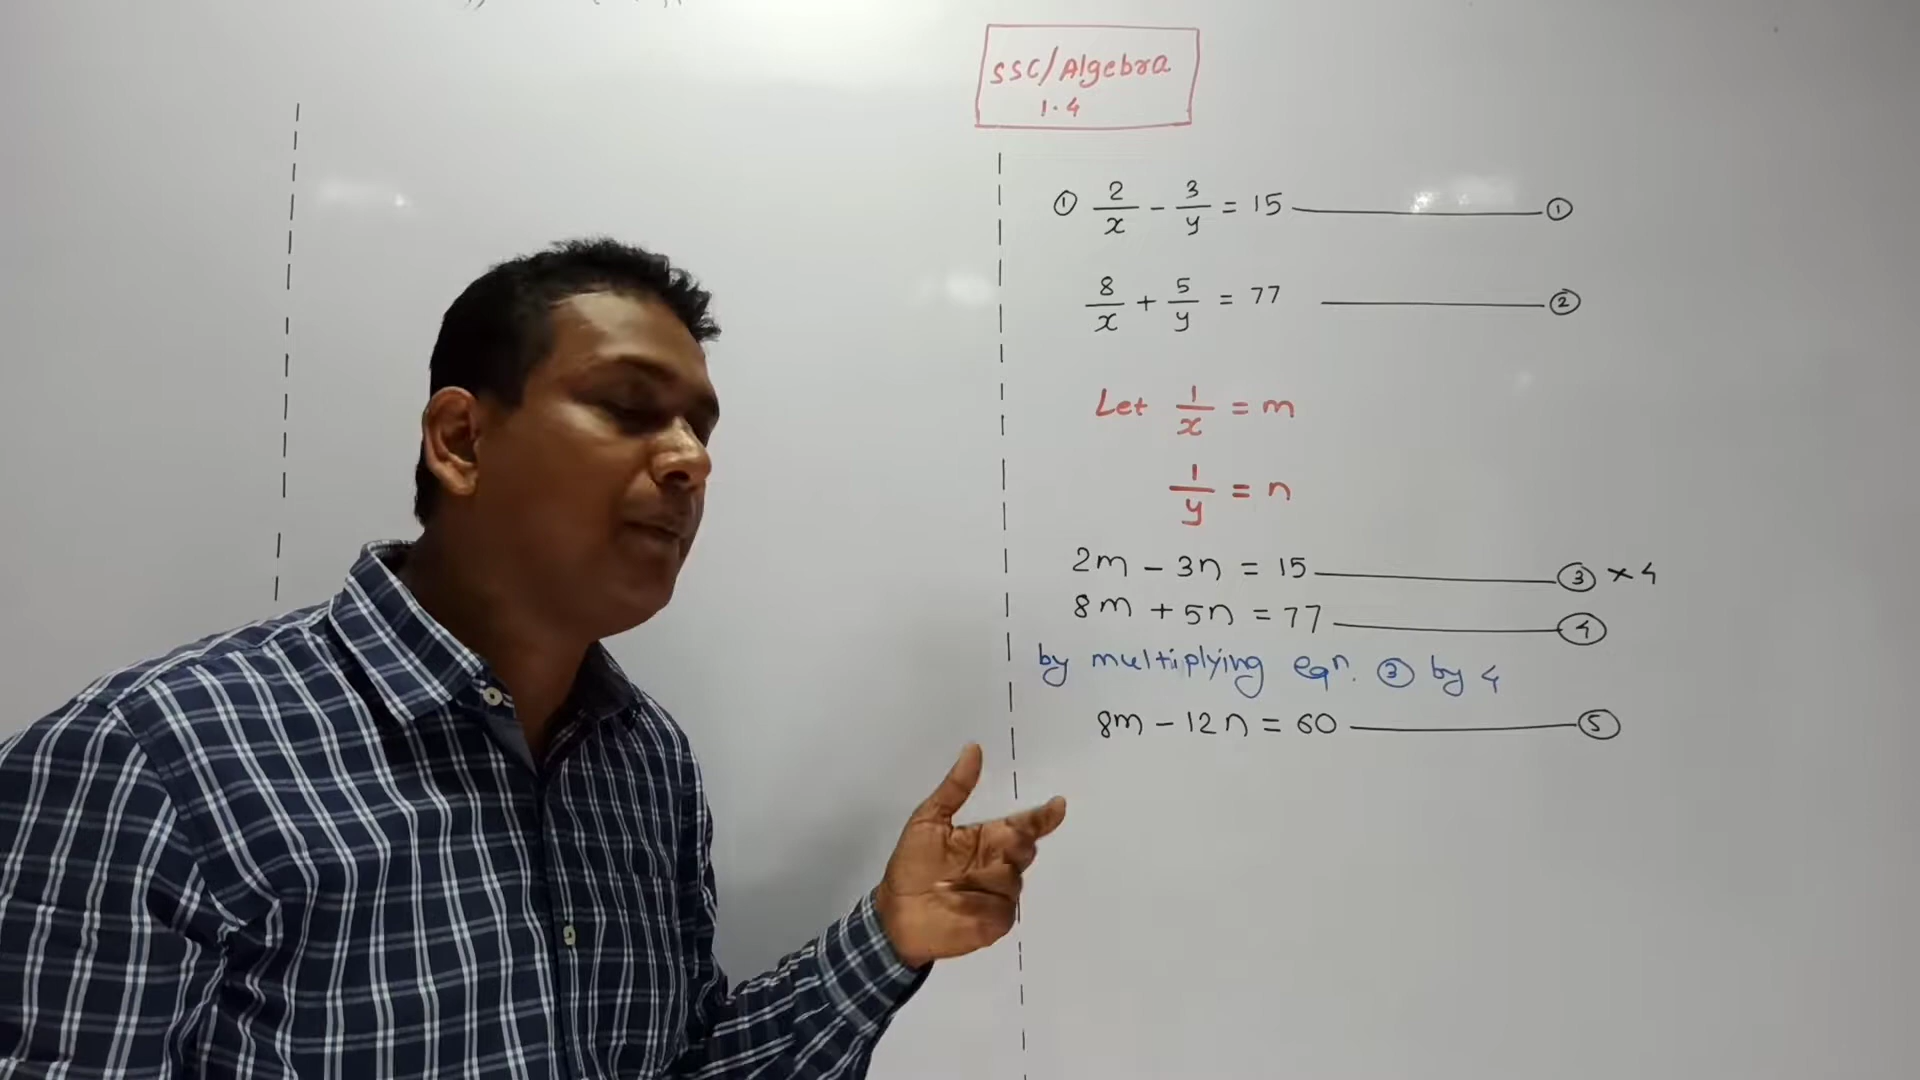 SSC/Algebra
1.4
① 2/x - 3/y = 15 ①
8/x + 5/y = 77 ②
Let 1/x = m
1/y = n
2m - 3n = 15 ③ × 4
8m + 5n = 77 ④
by multiplying eqn. ③ by 4
8m - 12n = 60 ⑤